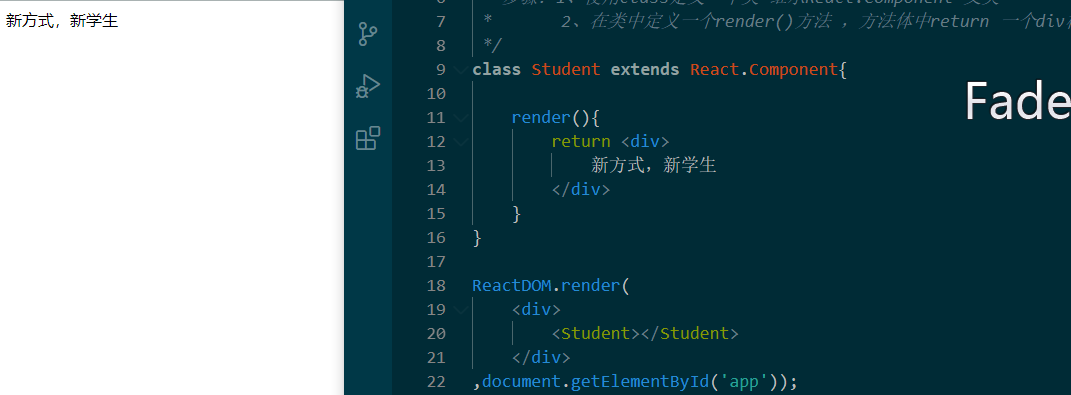 新方式，新学生
7 * 2、在类中定义一个render()方法 ，方法体中return 一个div
8 */
9 class Student extends React.Component{
10
11 render(){
12 return <div>
13 新方式，新学生
14 </div>
15 }
16 }
17
18 ReactDOM.render(
19 <div>
20 <Student></Student>
21 </div>
22 ,document.getElementById('app'));
Fade